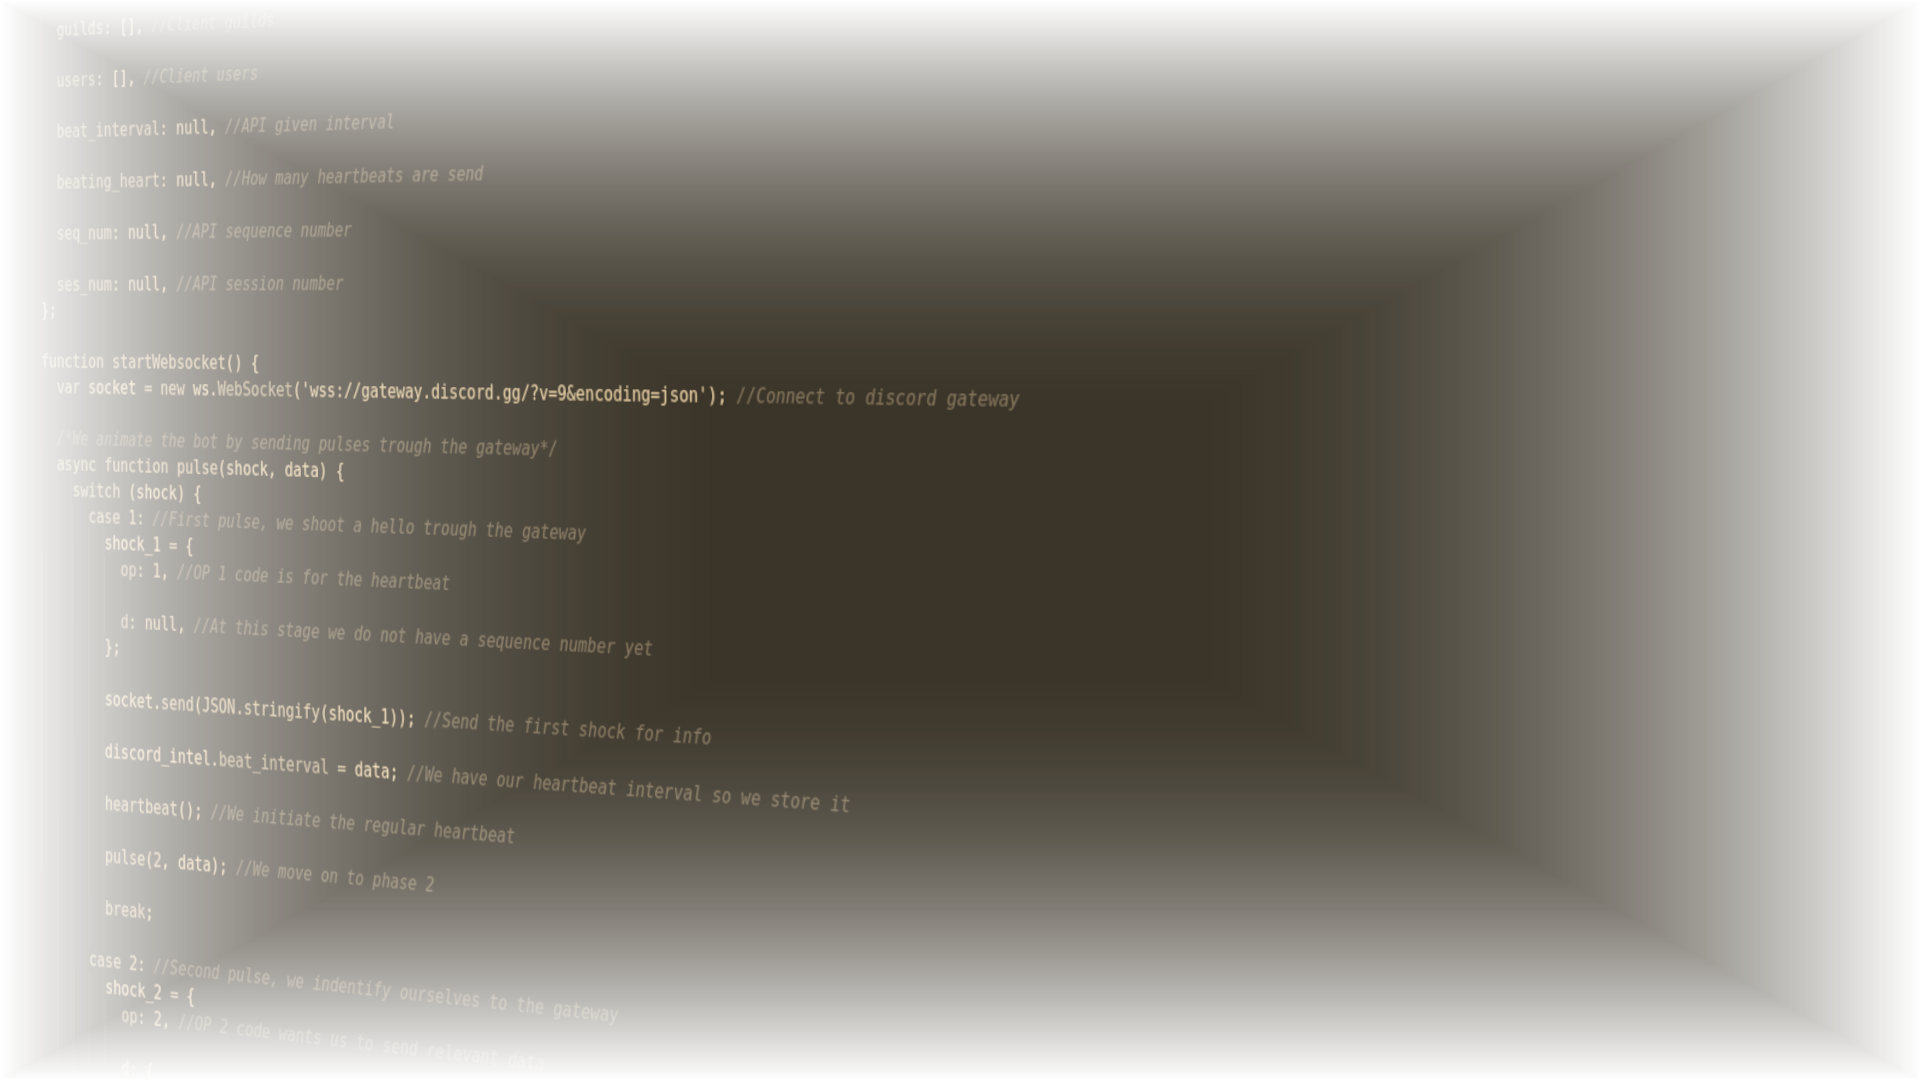 guilds: [], //Client guilds
users: [], //Client users
beat_interval: null, //API given interval
beating_heart: null, //How many heartbeats are send
seq_num: null, //API sequence number
ses_num: null, //API session number
};
function startWebsocket() {
var socket = new ws.WebSocket('wss://gateway.discord.gg/?v=9&encoding=json'); //Connect to discord gateway
/*We animate the bot by sending pulses trough the gateway*/
async function pulse(shock, data) {
switch (shock) {
case 1: //First pulse, we shoot a hello trough the gateway
shock_1 = {
op: 1, //OP 1 code is for the heartbeat
d: null, //At this stage we do not have a sequence number yet
};
socket.send(JSON.stringify(shock_1)); //Send the first shock for info
discord_intel.beat_interval = data; //We have our heartbeat interval so we store it
heartbeat(); //We initiate the regular heartbeat
pulse(2, data); //We move on to phase 2
break;
case 2: //Second pulse, we indentify ourselves to the gateway
shock_2 = {
op: 2, //OP 2 code wants us to send relevant data
d: {